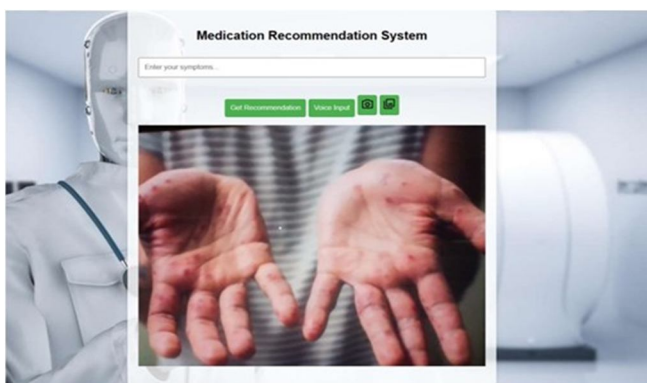 Medication Recommendation System
Enter your symptoms...
Get Recommendation Voice Input